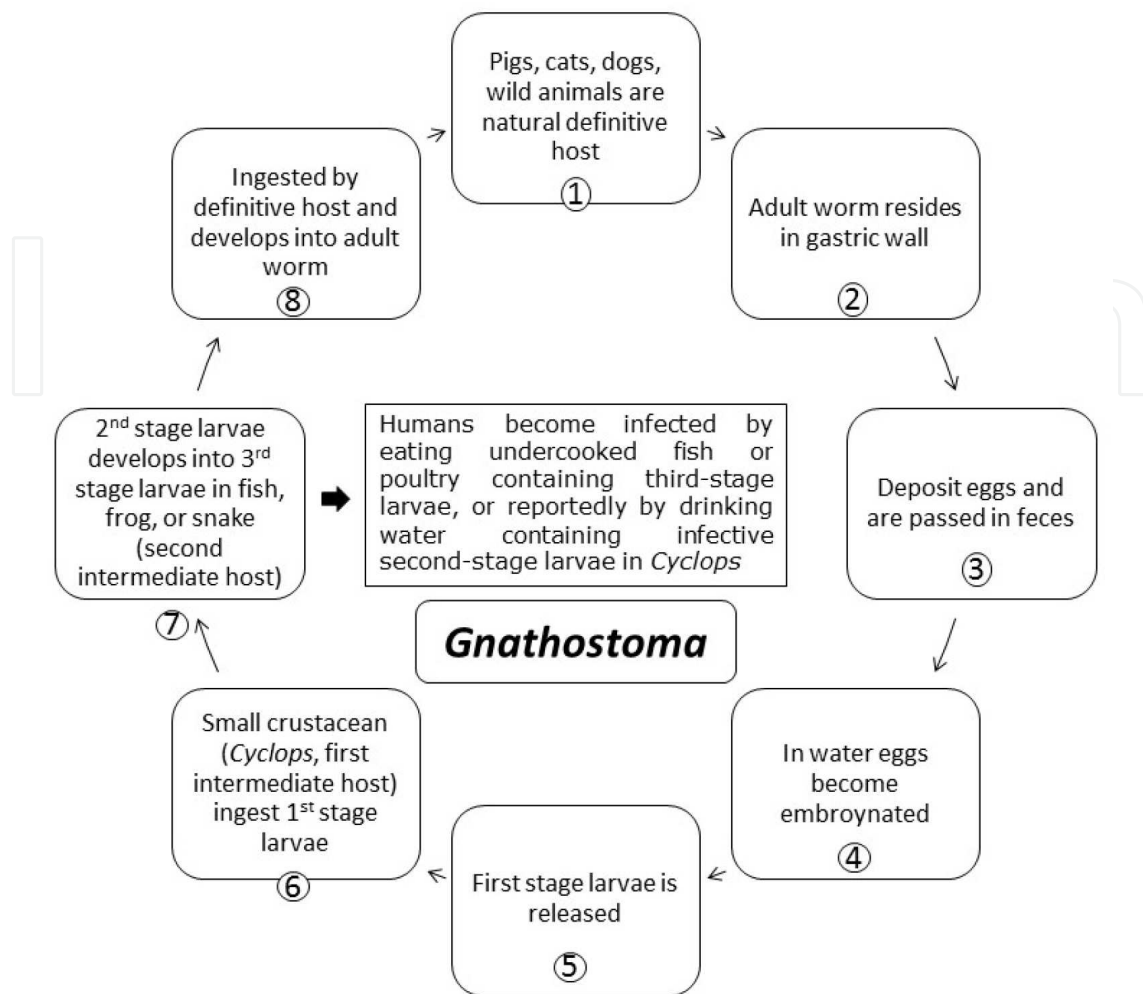 Pigs, cats, dogs,
wild animals are
natural definitive
host
①
Adult worm resides
in gastric wall
②
Deposit eggs and
are passed in feces
③
In water eggs
become
embroynated
④
First stage larvae is
released
⑤
Small crustacean
(Cyclops, first
intermediate host)
ingest 1st stage
larvae
⑥
2nd stage larvae
develops into 3rd
stage larvae in fish,
frog, or snake
(second
intermediate host)
⑦
Ingested by
definitive host and
develops into adult
worm
⑧
Humans become infected by
eating undercooked fish or
poultry containing third-stage
larvae, or reportedly by drinking
water containing infective
second-stage larvae in Cyclops
Gnathostoma